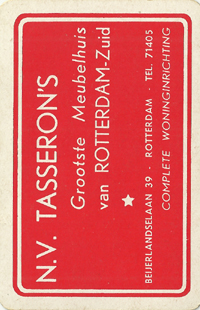 N.V. TASSERON'S
Grootste Meubelhuis
van ROTTERDAM-Zuid
BEIJERLANDSELAAN 39 - ROTTERDAM - TEL. 71405
COMPLETE WONINGINRICHTING